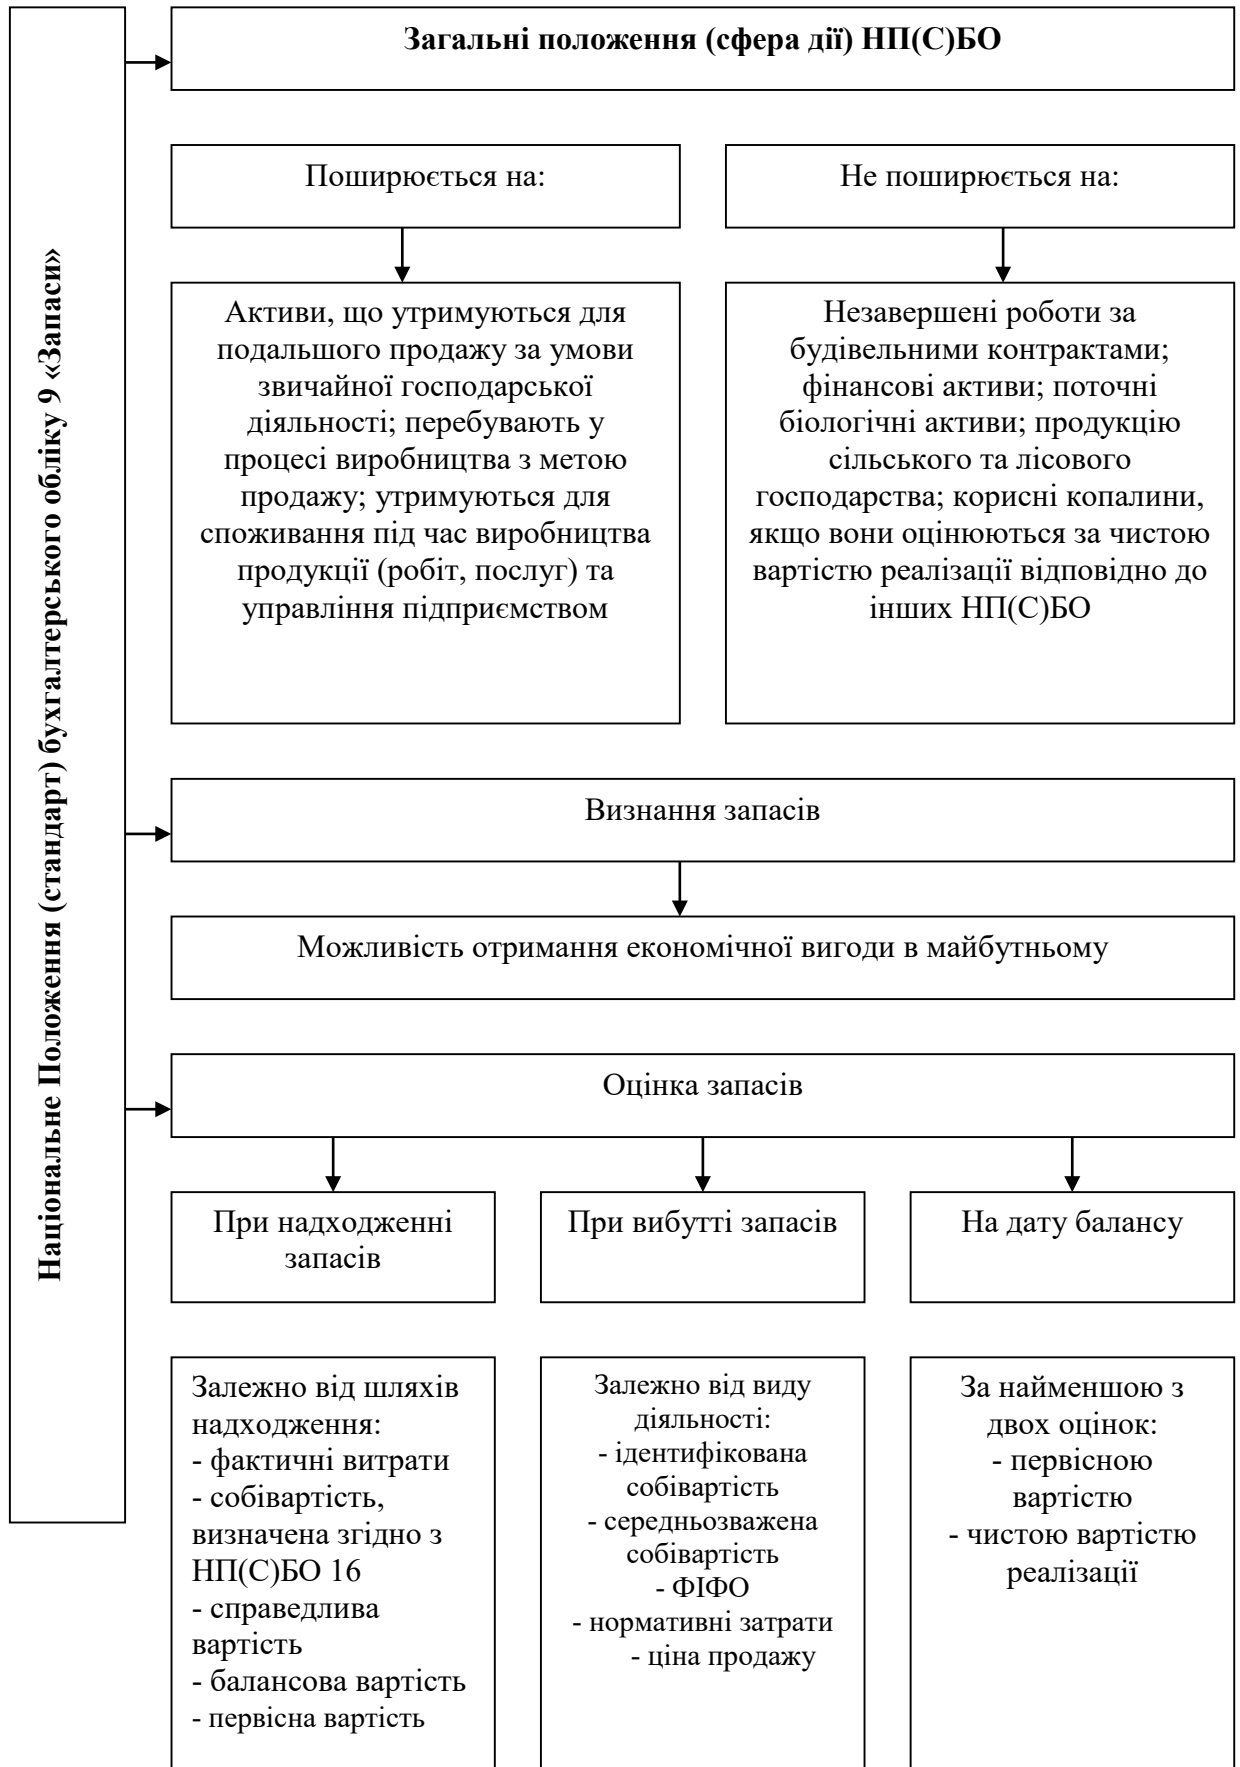 Національне Положення (стандарт) бухгалтерського обліку 9 «Запаси»
Загальні положення (сфера дії) НП(С)БО
Поширюється на:
Не поширюється на:
Активи, що утримуються для
подальшого продажу за умови
звичайної господарської
діяльності; перебувають у
процесі виробництва з метою
продажу; утримуються для
споживання під час виробництва
продукції (робіт, послуг) та
управління підприємством
Незавершені роботи за
будівельними контрактами;
фінансові активи; поточні
біологічні активи; продукцію
сільського та лісового
господарства; корисні копалини,
якщо вони оцінюються за чистою
вартістю реалізації відповідно до
інших НП(С)БО
Визнання запасів
Можливість отримання економічної вигоди в майбутньому
Оцінка запасів
При надходженні
запасів
При вибутті запасів
На дату балансу
Залежно від шляхів
надходження:
- фактичні витрати
- собівартість,
визначена згідно з
НП(С)БО 16
- справедлива
вартість
- балансова вартість
- первісна вартість
Залежно від виду
діяльності:
- ідентифікована
собівартість
- середньозважена
собівартість
- ФІФО
- нормативні затрати
- ціна продажу
За найменшою з
двох оцінок:
- первісною
вартістю
- чистою вартістю
реалізації